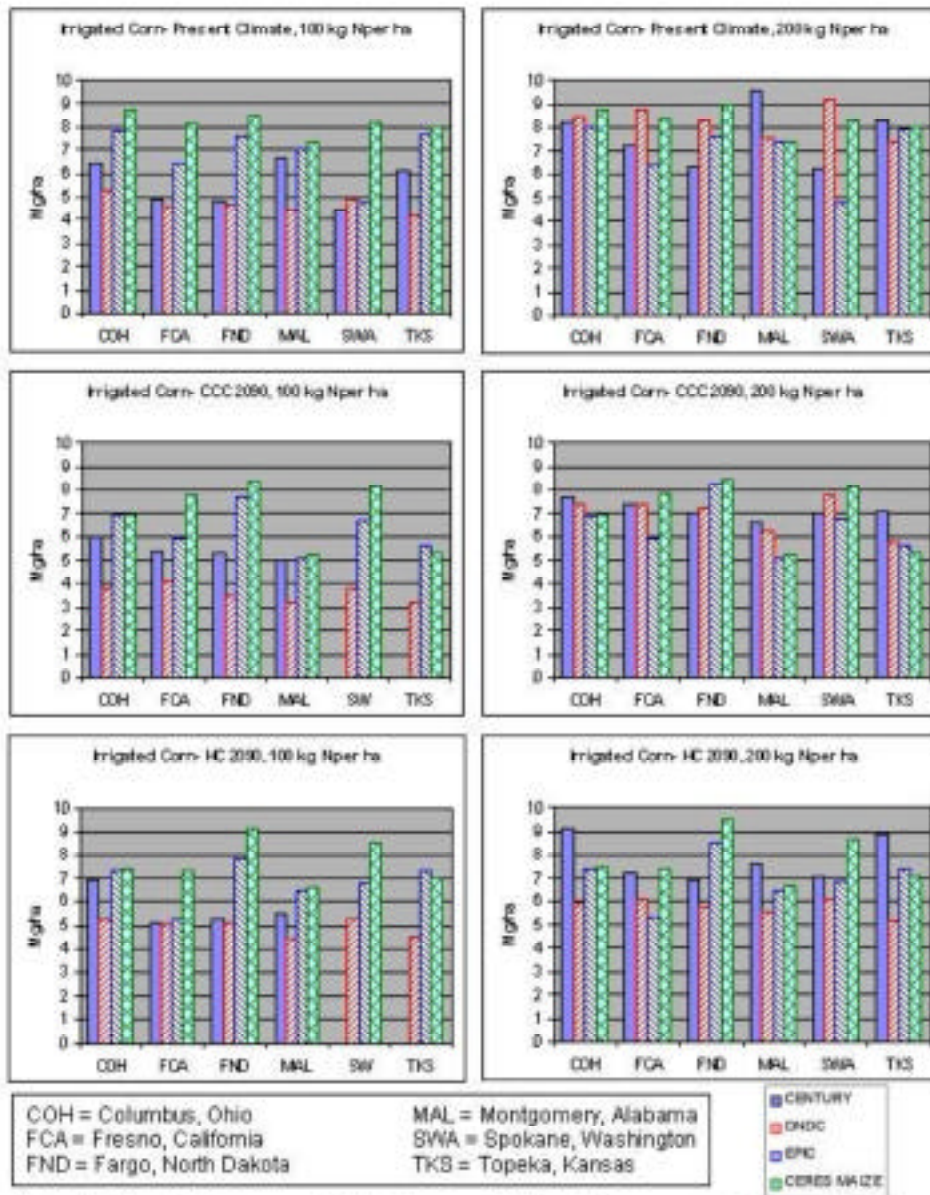 Irrigated Corn- Present Climate, 100 kg N per ha
10
9
8
7
6
5
4
3
2
1
0
Mg/ha
COH FCA FND MAL SWA TKS
Irrigated Corn- Present Climate, 200 kg N per ha
10
9
8
7
6
5
4
3
2
1
0
Mg/ha
COH FCA FND MAL SWA TKS
Irrigated Corn- CCC 2090, 100 kg N per ha
10
9
8
7
6
5
4
3
2
1
0
Mg/ha
COH FCA FND MAL SW TKS
Irrigated Corn- CCC 2090, 200 kg N per ha
10
9
8
7
6
5
4
3
2
1
0
Mg/ha
COH FCA FND MAL SWA TKS
Irrigated Corn- HC 2090, 100 kg N per ha
10
9
8
7
6
5
4
3
2
1
0
Mg/ha
COH FCA FND MAL SW TKS
Irrigated Corn- HC 2090, 200 kg N per ha
10
9
8
7
6
5
4
3
2
1
0
Mg/ha
COH FCA FND MAL SWA TKS
COH = Columbus, Ohio MAL = Montgomery, Alabama
FCA = Fresno, California SWA = Spokane, Washington
FND = Fargo, North Dakota TKS = Topeka, Kansas
CENTURY
DNDC
EPIC
CERES MAIZE